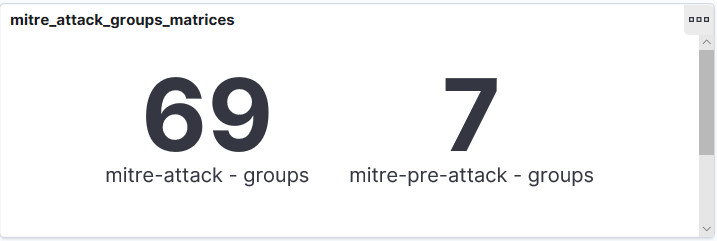 mitre_attack_groups_matrices
69 7
mitre-attack - groups mitre-pre-attack - groups